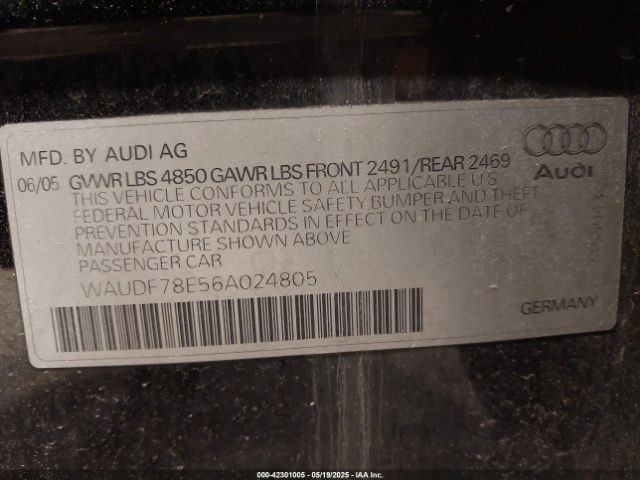 MFD. BY AUDI AG
06/05 GVWR LBS 4850 GAWR LBS FRONT 2491/REAR 2469
THIS VEHICLE CONFORMS TO ALL APPLICABLE U.S.
FEDERAL MOTOR VEHICLE SAFETY BUMPER AND THEFT
PREVENTION STANDARDS IN EFFECT ON THE DATE OF
MANUFACTURE SHOWN ABOVE
PASSENGER CAR
WAUDF78E56A024805
Audi
GERMANY
000-42301005 - 05/19/2025 - IAA Inc.